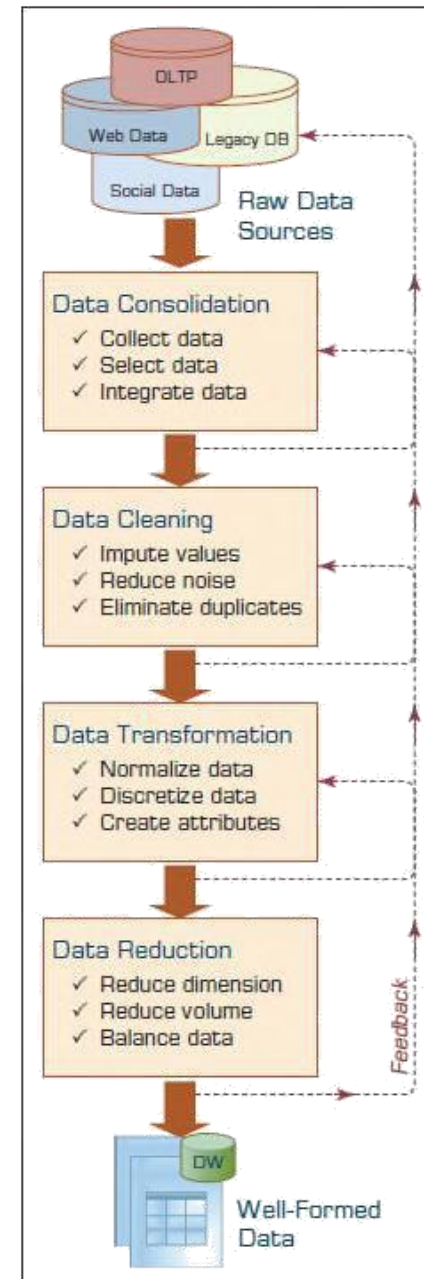 OLTP
Web Data
Legacy DB
Social Data
Raw Data
Sources
Data Consolidation
✓ Collect data
✓ Select data
✓ Integrate data
Data Cleaning
✓ Impute values
✓ Reduce noise
✓ Eliminate duplicates
Data Transformation
✓ Normalize data
✓ Discretize data
✓ Create attributes
Data Reduction
✓ Reduce dimension
✓ Reduce volume
✓ Balance data
Feedback
DW
Well-Formed
Data